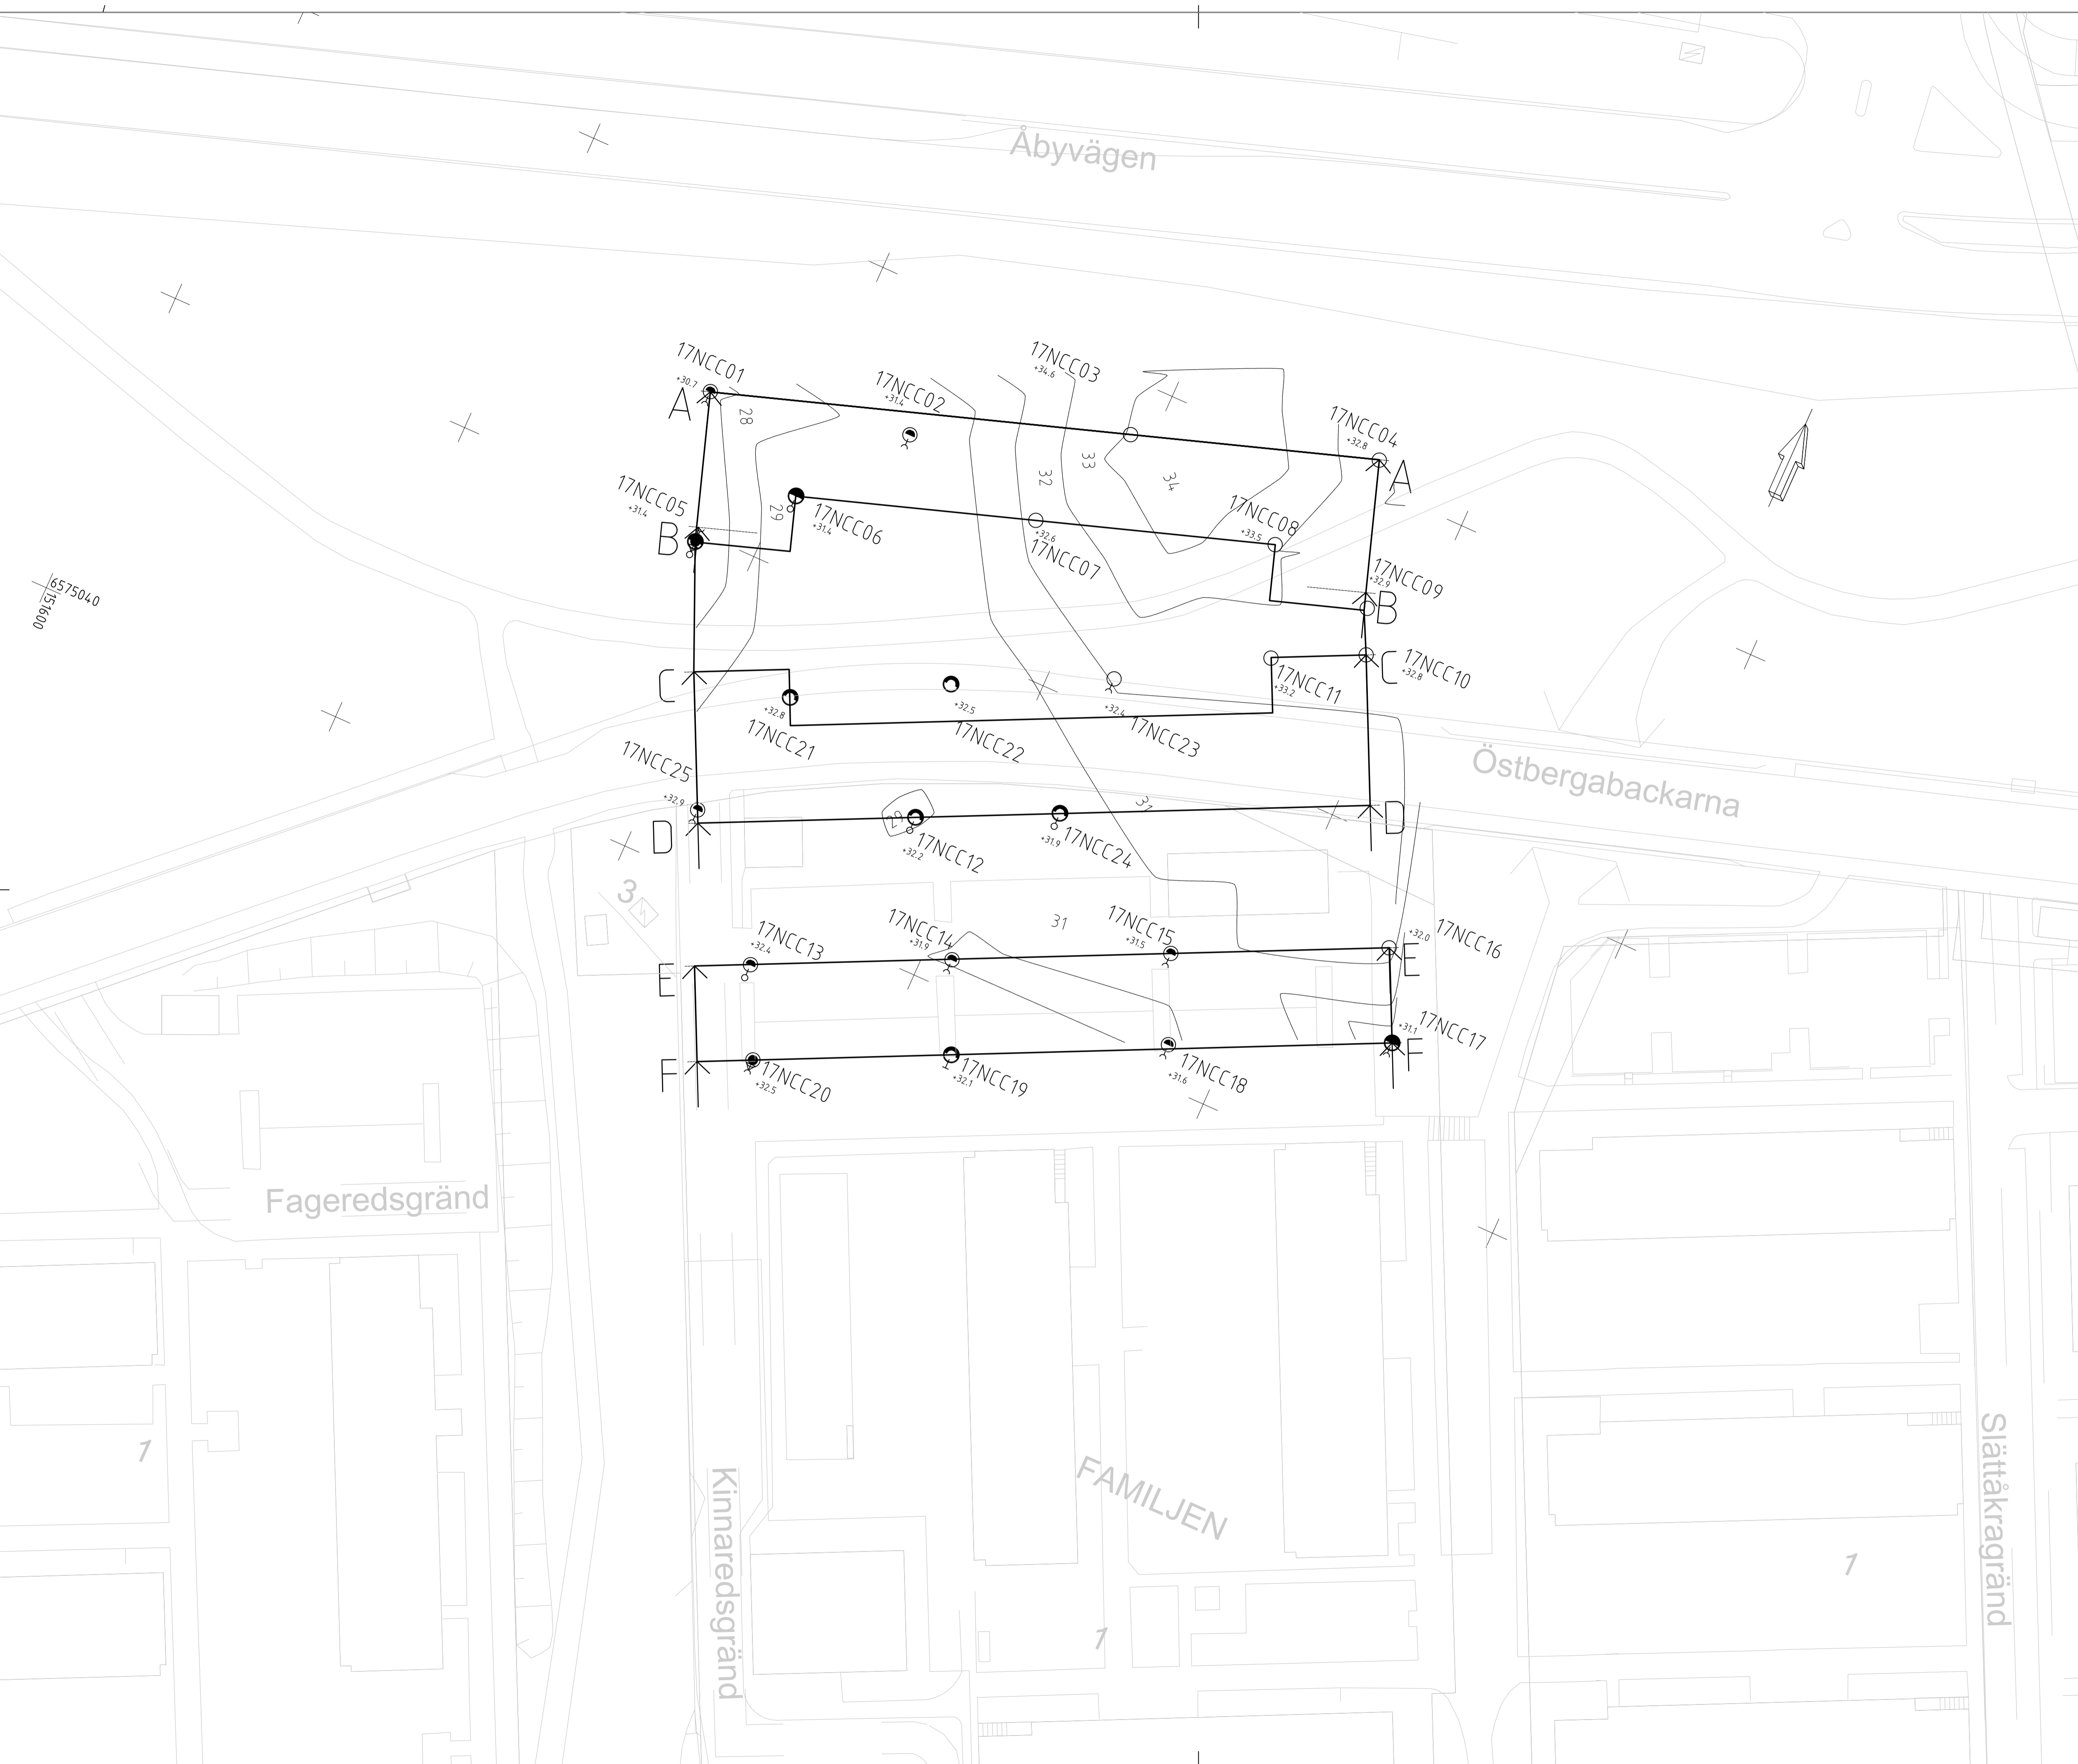 Åbyvägen
17NCC01
+30.7
A
28
17NCC02
+31.4
17NCC03
+34.6
17NCC04
+32.8
A
33
32
34
17NCC05
+31.4
B
29
17NCC06
+31.4
17NCC08
+33.5
+32.6
17NCC07
17NCC09
+32.9
B
6575040
151600
C
17NCC10
+32.8
C
17NCC11
+33.2
+32.8
17NCC21
+32.5
17NCC22
+32.4
17NCC23
Östbergabackarna
17NCC25
+32.9
D
29
17NCC12
+32.2
17NCC24
+31.9
31
D
3
31
17NCC13
+32.4
17NCC14
+31.9
17NCC15
+31.5
17NCC16
+32.0
E
E
17NCC17
+31.1
F
F
17NCC20
+32.5
17NCC19
+32.1
17NCC18
+31.6
Fageredsgränd
1
Kinnaredsgränd
FAMILJEN
1
Slättåkragränd
1